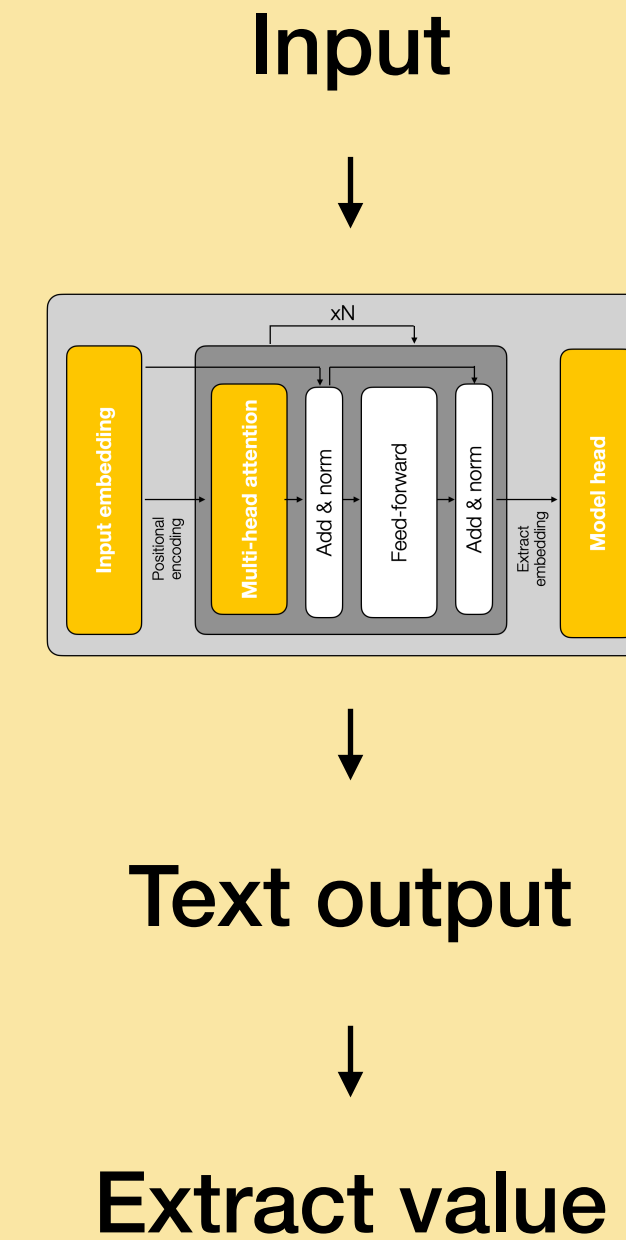 Input
xN
Input embedding
Positional
encoding
Multi-head attention
Add & norm
Feed-forward
Add & norm
Extract
embedding
Model head
Text output
Extract value